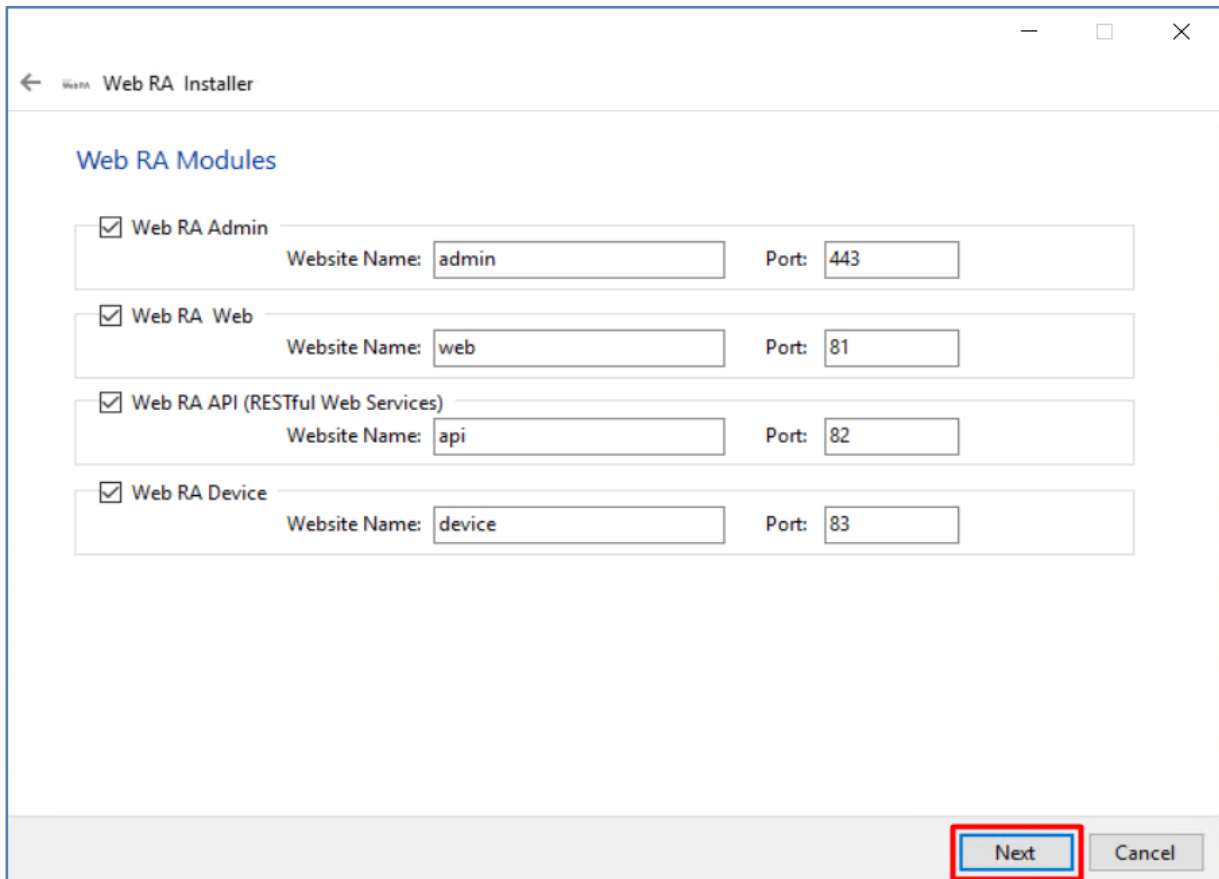 Web RA Installer
Web RA Modules
Web RA Admin
Website Name: admin Port: 443
Web RA Web
Website Name: web Port: 81
Web RA API (RESTful Web Services)
Website Name: api Port: 82
Web RA Device
Website Name: device Port: 83
Next Cancel